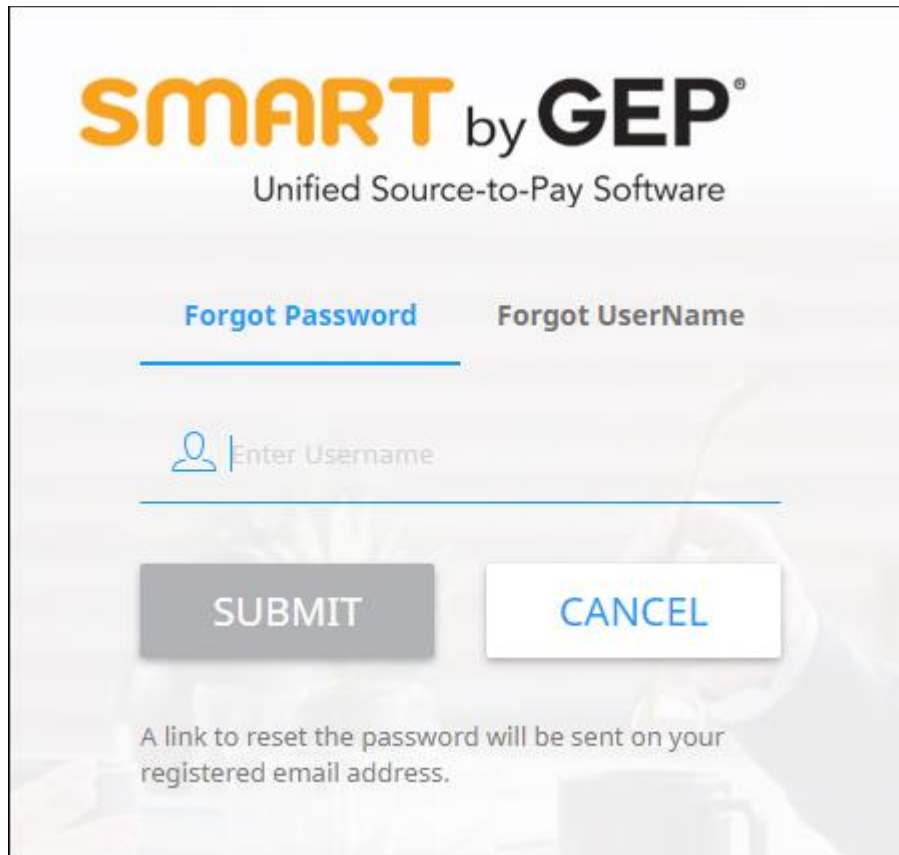 SMART by GEP®
Unified Source-to-Pay Software
Forgot Password Forgot UserName
Enter Username
SUBMIT CANCEL
A link to reset the password will be sent on your
registered email address.